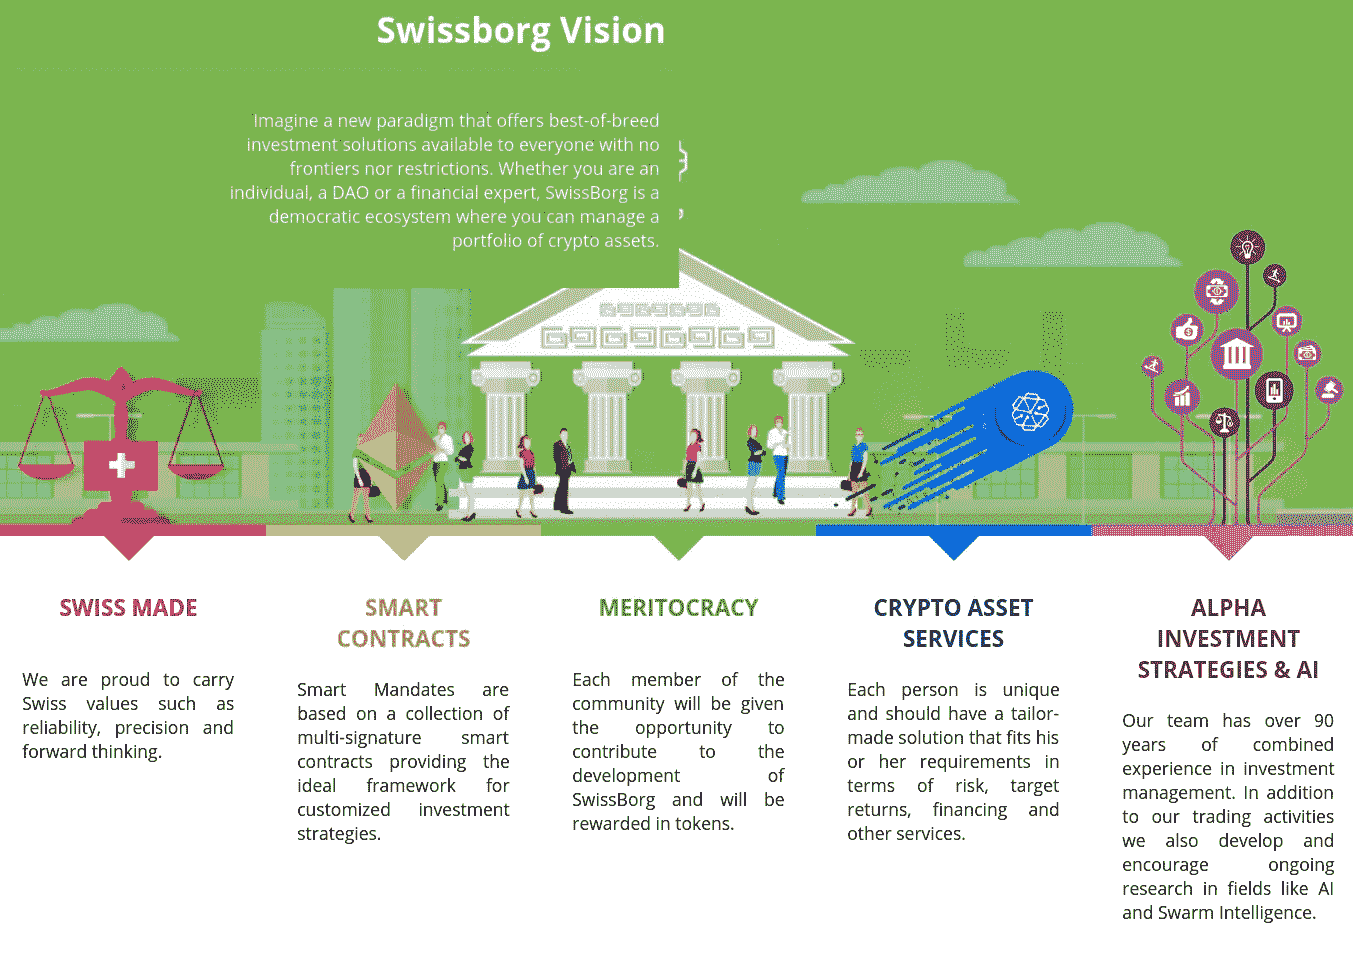 Swissborg Vision
Imagine a new paradigm that offers best-of-breed
investment solutions available to everyone with no
frontiers nor restrictions. Whether you are an
individual, a DAO or a financial expert, SwissBorg is a
democratic ecosystem where you can manage a
portfolio of crypto assets.
SWISS MADE
We are proud to carry
Swiss values such as
reliability, precision and
forward thinking.
SMART
CONTRACTS
Smart Mandates are
based on a collection of
multi-signature smart
contracts providing the
ideal framework for
customized investment
strategies.
MERITOCRACY
Each member of the
community will be given
the opportunity to
contribute to the
development of
SwissBorg and will be
rewarded in tokens.
CRYPTO ASSET
SERVICES
Each person is unique
and should have a tailor-
made solution that fits his
or her requirements in
terms of risk, target
returns, financing and
other services.
ALPHA
INVESTMENT
STRATEGIES & AI
Our team has over 90
years of combined
experience in investment
management. In addition
to our trading activities
we also develop and
encourage ongoing
research in fields like AI
and Swarm Intelligence.